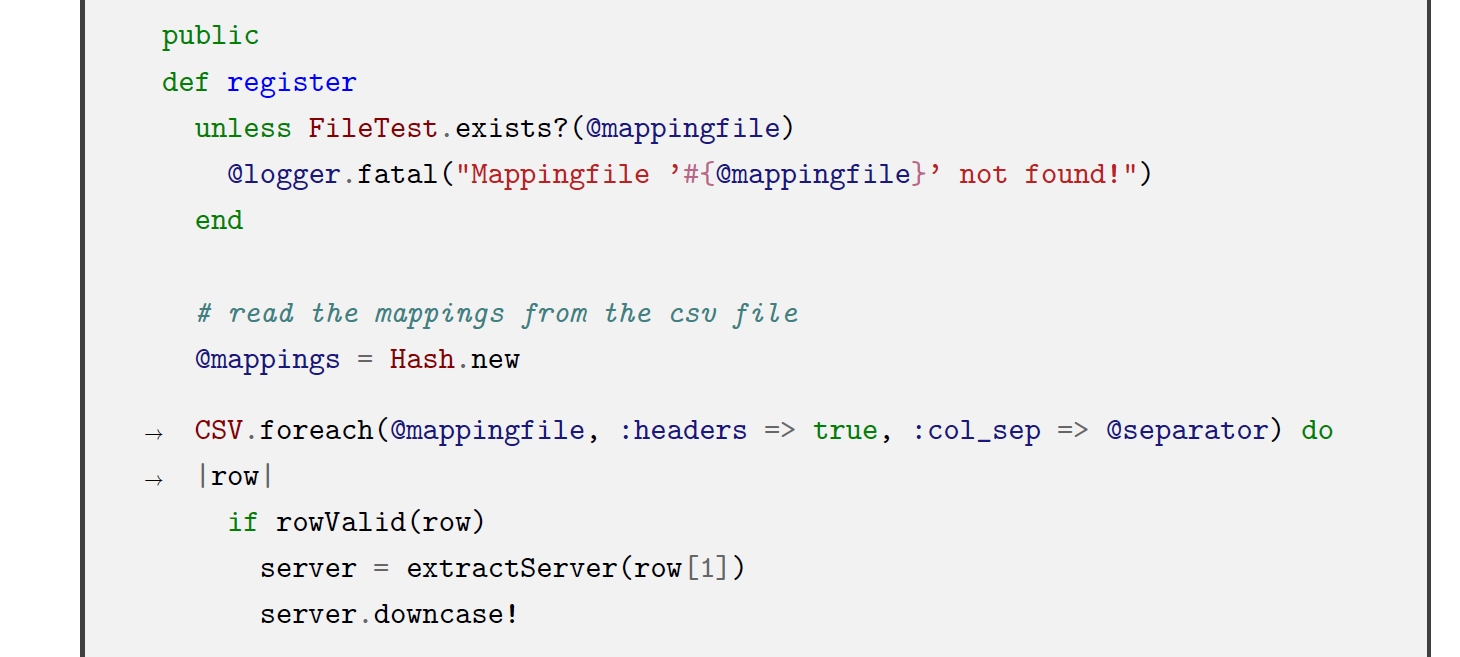 public
def register
unless FileTest.exists?(@mappingfile)
@logger.fatal("Mappingfile ’#{@mappingfile}’ not found!")
end
# read the mappings from the csv file
@mappings = Hash.new
→ CSV.foreach(@mappingfile, :headers => true, :col_sep => @separator) do
→ |row|
if rowValid(row)
server = extractServer(row[1])
server.downcase!